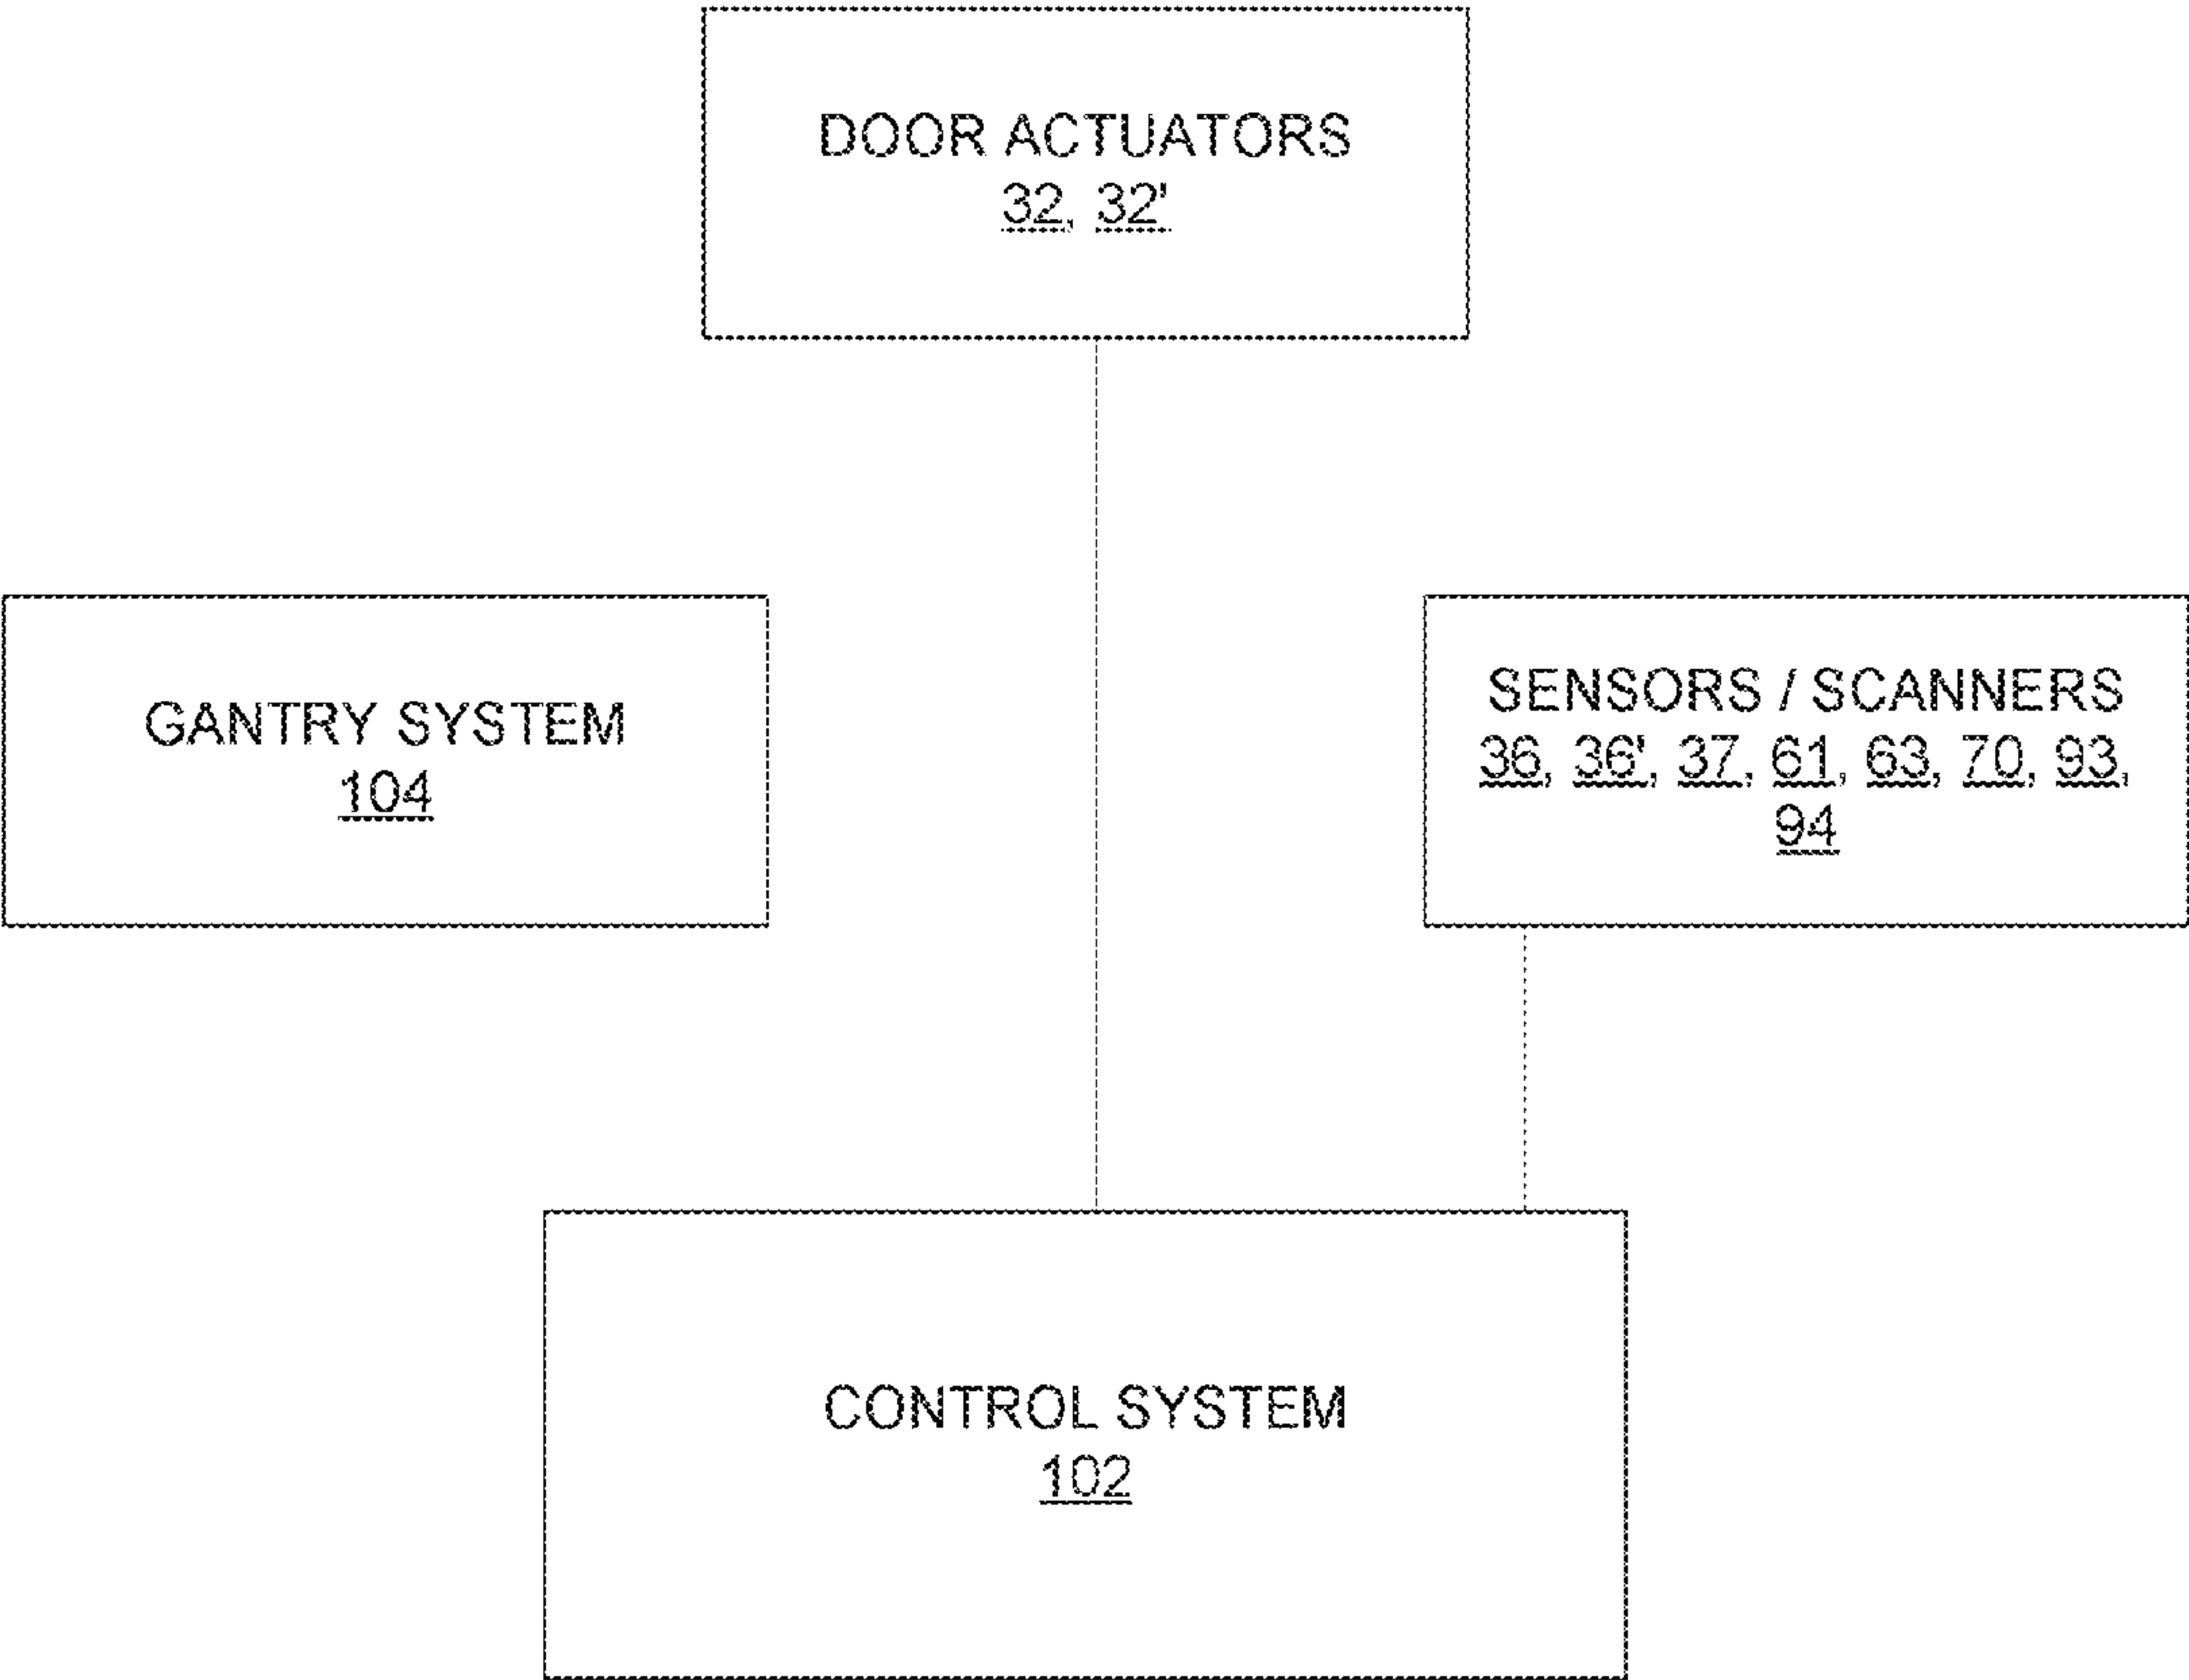 DOOR ACTUATORS
32, 32'
GANTRY SYSTEM
104
SENSORS / SCANNERS
36, 36', 37, 61, 63, 70, 93,
94
CONTROL SYSTEM
102